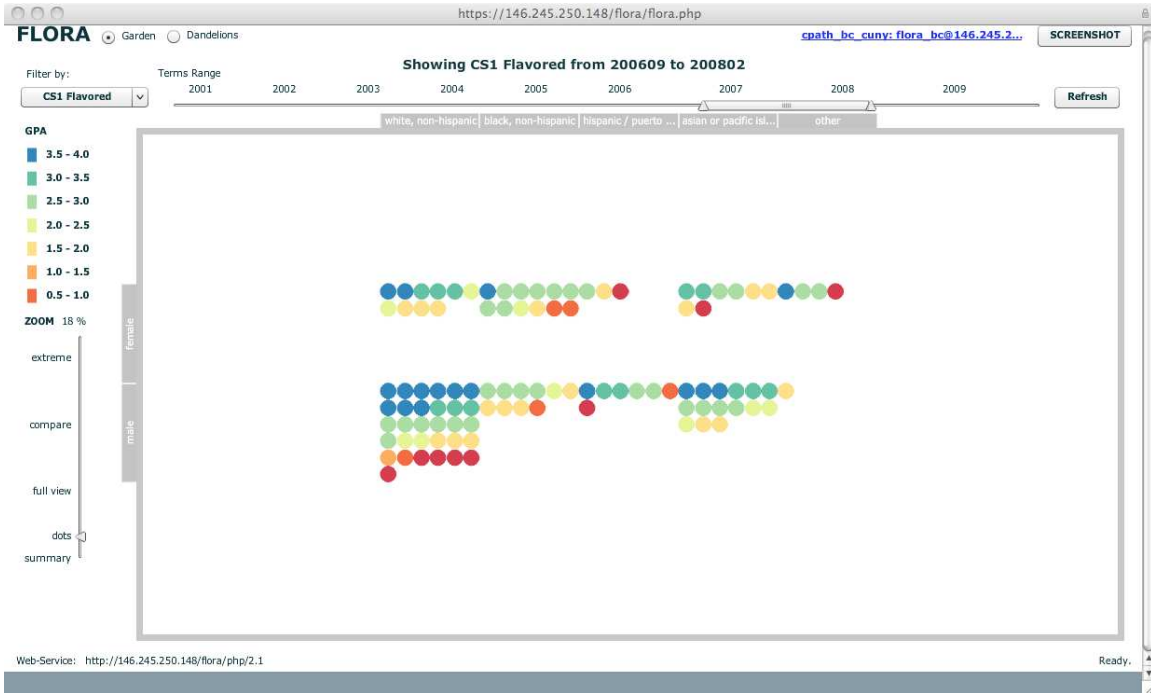 https://146.245.250.148/flora/flora.php
FLORA Garden Dandelions cpath_bc_cuny: flora_bc@146.245.2... SCREENSHOT
Showing CS1 Flavored from 200609 to 200802
Filter by: Terms Range
CS1 Flavored 2001 2002 2003 2004 2005 2006 2007 2008 2009 Refresh
white, non-hispanic black, non-hispanic hispanic / puerto ... asian or pacific isl... other
GPA
3.5 - 4.0
3.0 - 3.5
2.5 - 3.0
2.0 - 2.5
1.5 - 2.0
1.0 - 1.5
0.5 - 1.0
ZOOM 18 %
female
extreme
compare
male
full view
dots
summary
Web-Service: http://146.245.250.148/flora/php/2.1 Ready.